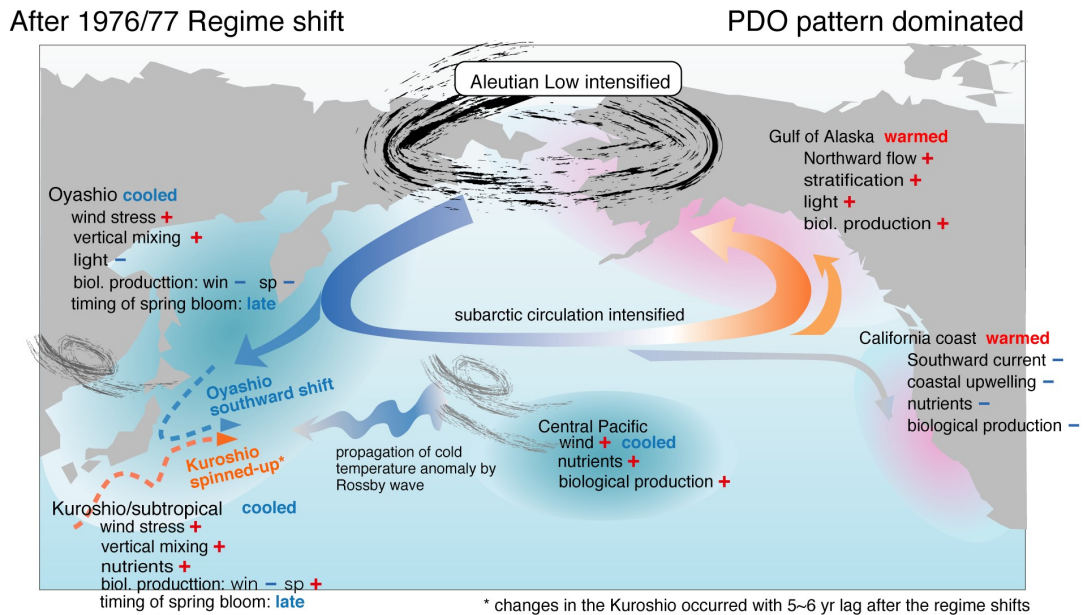 After 1976/77 Regime shift
PDO pattern dominated
Aleutian Low intensified
Gulf of Alaska warmed
Northward flow +
stratification +
light +
biol. production +
Oyashio cooled
wind stress +
vertical mixing +
light −
biol. producttion: win − sp −
timing of spring bloom: late
subarctic circulation intensified
California coast warmed
Southward current −
coastal upwelling −
nutrients −
biological production −
Oyashio
southward shift
Kuroshio
spinned-up*
propagation of cold
temperature anomaly by
Rossby wave
Central Pacific
wind + cooled
nutrients +
biological production +
Kuroshio/subtropical cooled
wind stress +
vertical mixing +
nutrients +
biol. producttion: win − sp +
timing of spring bloom: late
* changes in the Kuroshio occurred with 5~6 yr lag after the regime shifts